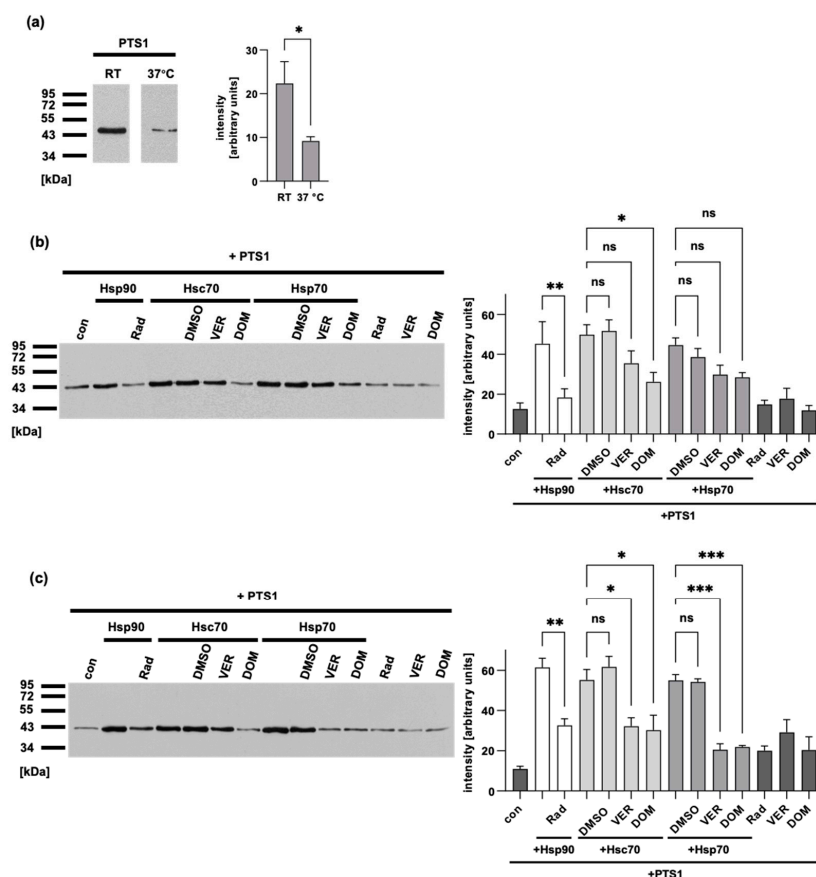 (a)
PTS1
RT 37°C
95
72
55
43
34
[kDa]
*
intensity
[arbitrary units]
30
20
10
0
RT 37 °C
(b)
+ PTS1
Hsp90 Hsc70 Hsp70
con Rad DMSO VER DOM DMSO VER DOM Rad VER DOM
95
72
55
43
34
[kDa]
** ns ns * ns ns ns
intensity [arbitrary units]
60
40
20
0
con Rad DMSO VER DOM DMSO VER DOM Rad VER DOM
+Hsp90 +Hsc70 +Hsp70
+PTS1
(c)
+ PTS1
Hsp90 Hsc70 Hsp70
con Rad DMSO VER DOM DMSO VER DOM Rad VER DOM
95
72
55
43
34
[kDa]
** ns * * ns *** ***
intensity [arbitrary units]
60
40
20
0
con Rad DMSO VER DOM DMSO VER DOM Rad VER DOM
+Hsp90 +Hsc70 +Hsp70
+PTS1